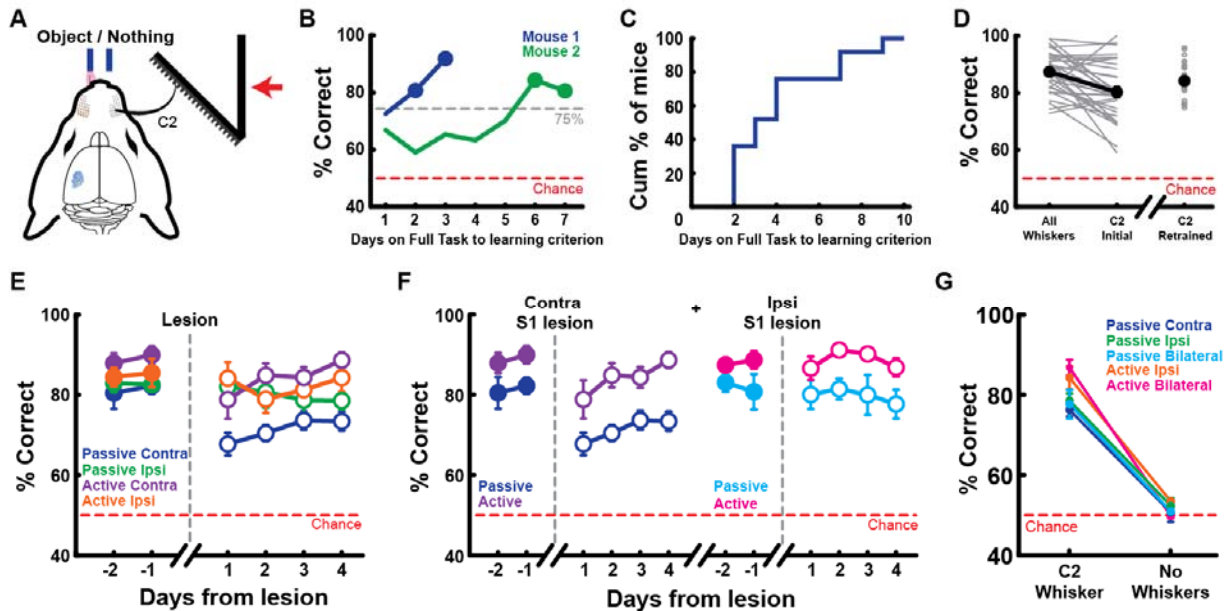 A
Object / Nothing
C2
B
Mouse 1
Mouse 2
100
80
60
40
% Correct
75%
Chance
1 2 3 4 5 6 7
Days on Full Task to learning criterion
C
100
80
60
40
20
0
Cum % of mice
2 4 6 8 10
Days on Full Task to learning criterion
D
100
80
60
40
% Correct
Chance
All Whiskers
C2 Initial
C2 Retrained
E
Lesion
100
80
60
40
% Correct
Passive Contra
Passive Ipsi
Active Contra
Active Ipsi
Chance
-2 -1 1 2 3 4
Days from lesion
F
Contra
S1 lesion
+
Ipsi
S1 lesion
100
80
60
40
% Correct
Passive
Active
Passive
Active
Chance
-2 -1 1 2 3 4 -2 -1 1 2 3 4
Days from lesion
G
Passive Contra
Passive Ipsi
Passive Bilateral
Active Ipsi
Active Bilateral
100
80
60
40
% Correct
Chance
C2 Whisker
No Whiskers